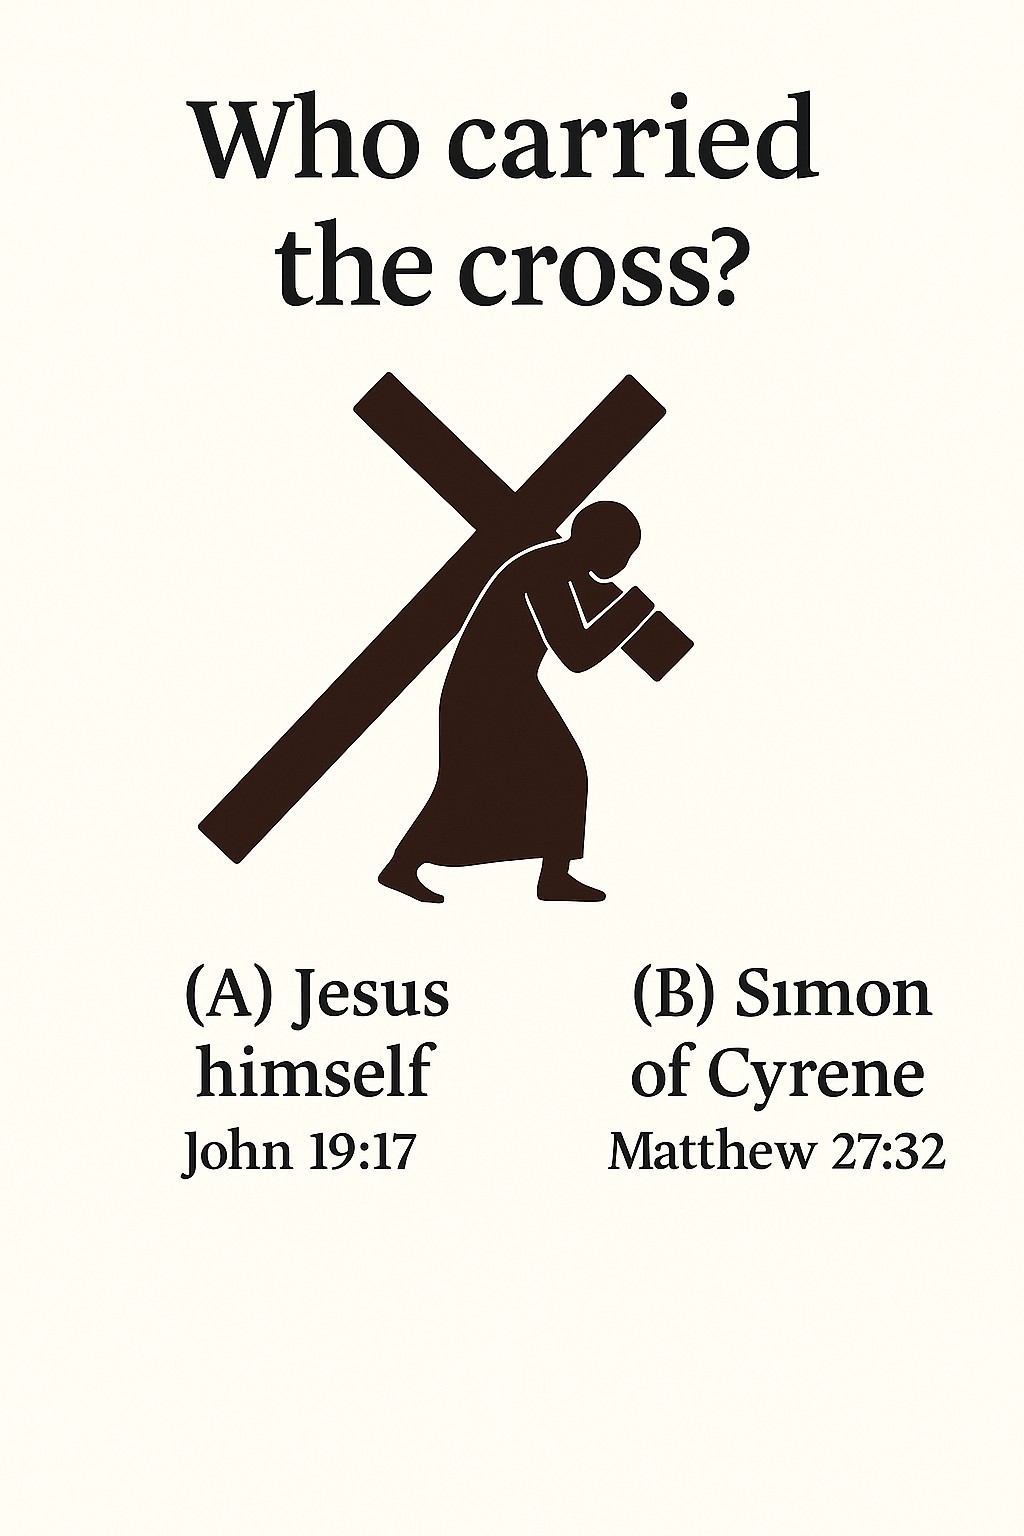 Who carried
the cross?
(A) Jesus
himself
John 19:17
(B) Sımon
of Cyrene
Matthew 27:32